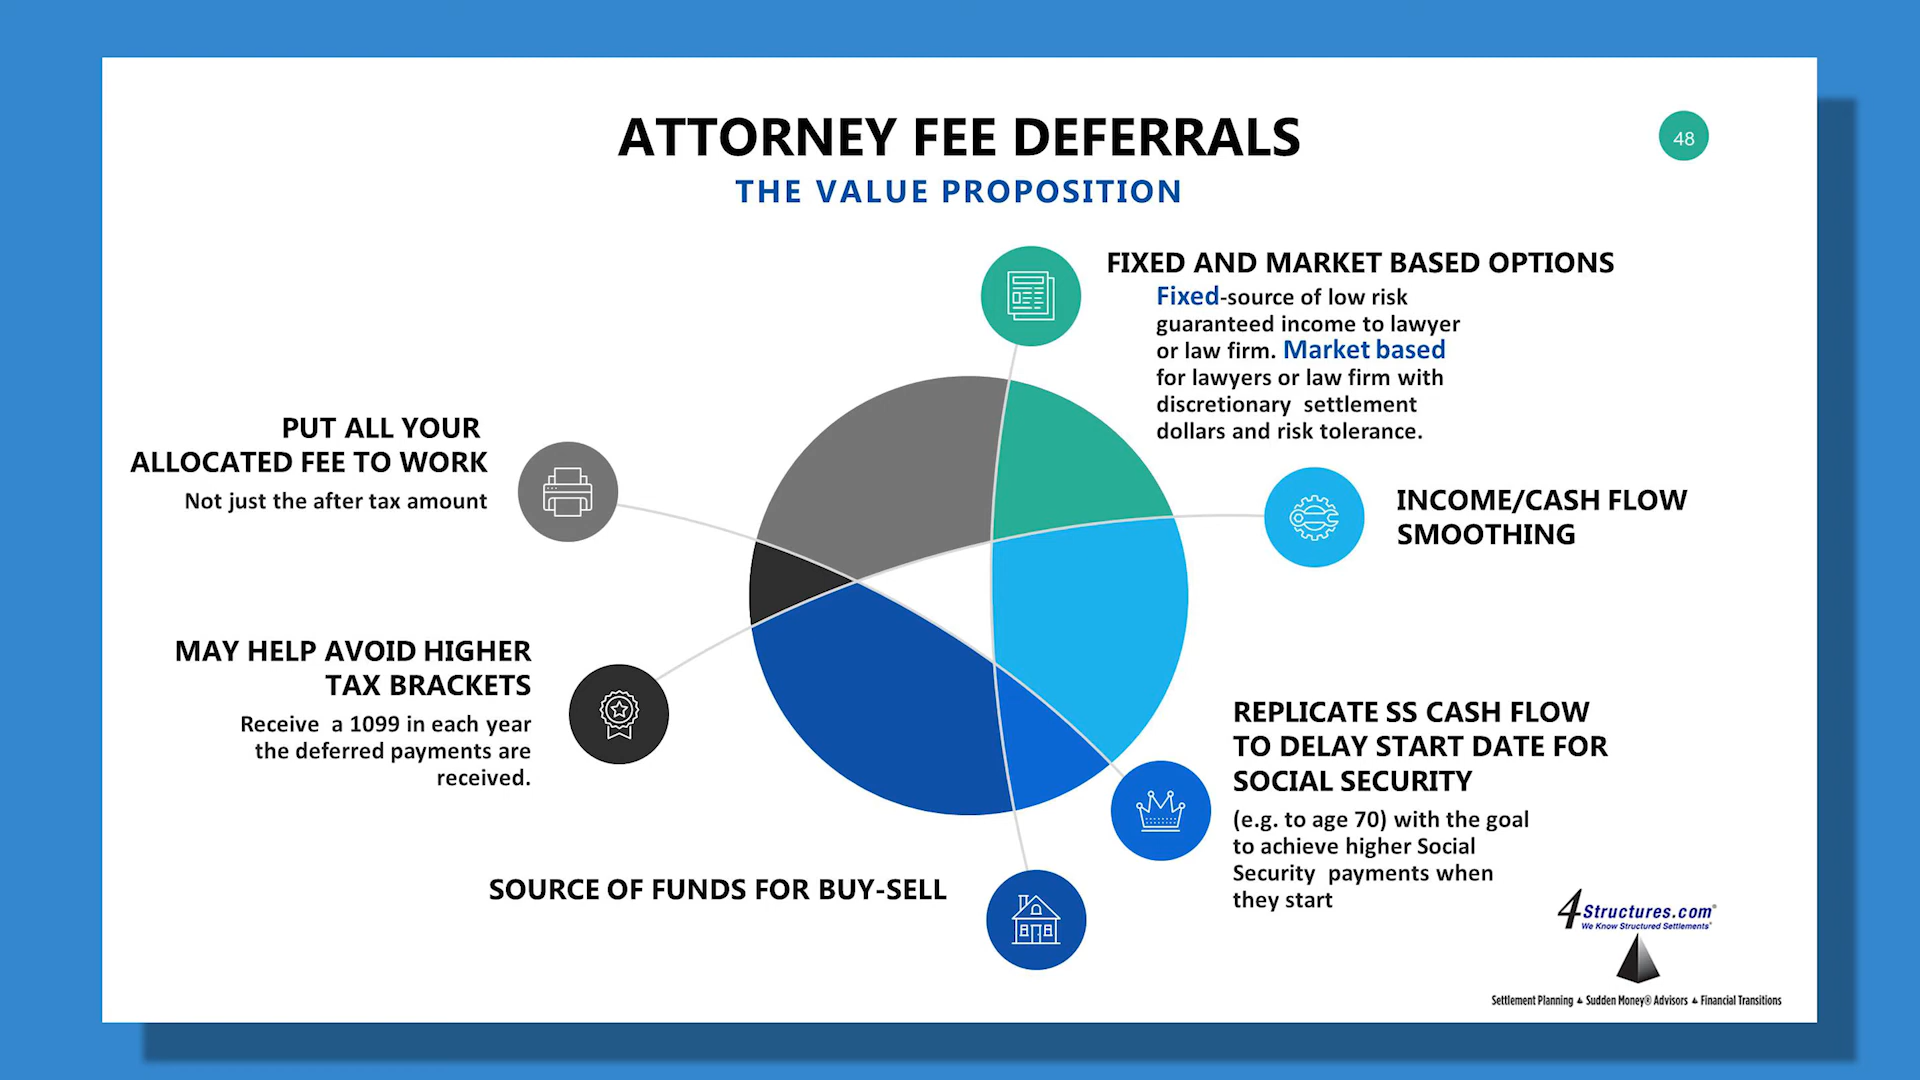 ATTORNEY FEE DEFERRALS
THE VALUE PROPOSITION
48
FIXED AND MARKET BASED OPTIONS
Fixed-source of low risk
guaranteed income to lawyer
or law firm. Market based
for lawyers or law firm with
discretionary settlement
dollars and risk tolerance.
PUT ALL YOUR
ALLOCATED FEE TO WORK
Not just the after tax amount
INCOME/CASH FLOW
SMOOTHING
MAY HELP AVOID HIGHER
TAX BRACKETS
Receive a 1099 in each year
the deferred payments are
received.
REPLICATE SS CASH FLOW
TO DELAY START DATE FOR
SOCIAL SECURITY
(e.g. to age 70) with the goal
to achieve higher Social
Security payments when
they start
SOURCE OF FUNDS FOR BUY-SELL
4Structures.com®
We Know Structured Settlements®
Settlement Planning Sudden Money® Advisors Financial Transitions